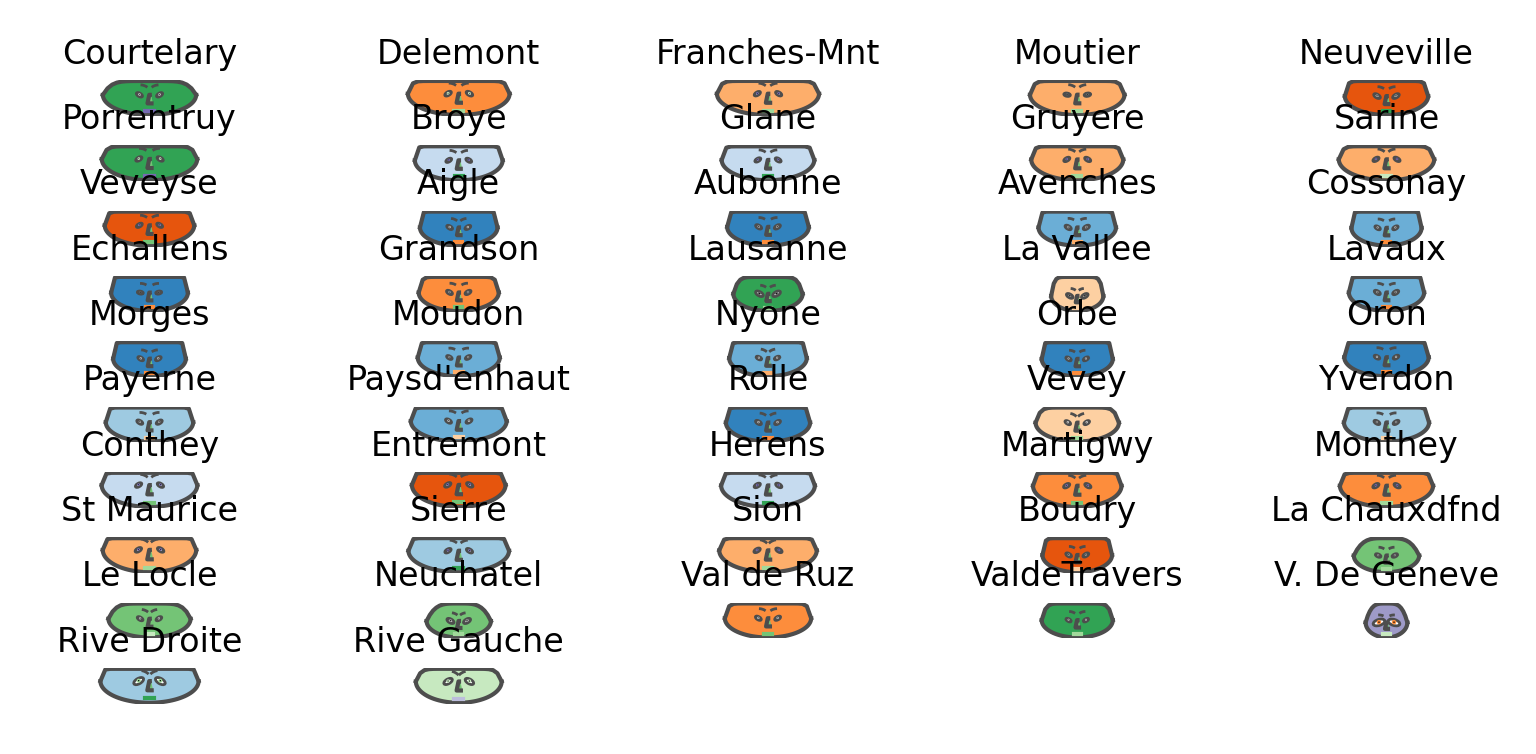 Courtelary Delemont Franches-Mnt Moutier Neuveville
Porrentruy Broye Glane Gruyere Sarine
Veveyse Aigle Aubonne Avenches Cossonay
Echallens Grandson Lausanne La Vallee Lavaux
Morges Moudon Nyone Orbe Oron
Payerne Paysd'enhaut Rolle Vevey Yverdon
Conthey Entremont Herens Martigwy Monthey
St Maurice Sierre Sion Boudry La Chauxdfnd
Le Locle Neuchatel Val de Ruz ValdeTravers V. De Geneve
Rive Droite Rive Gauche